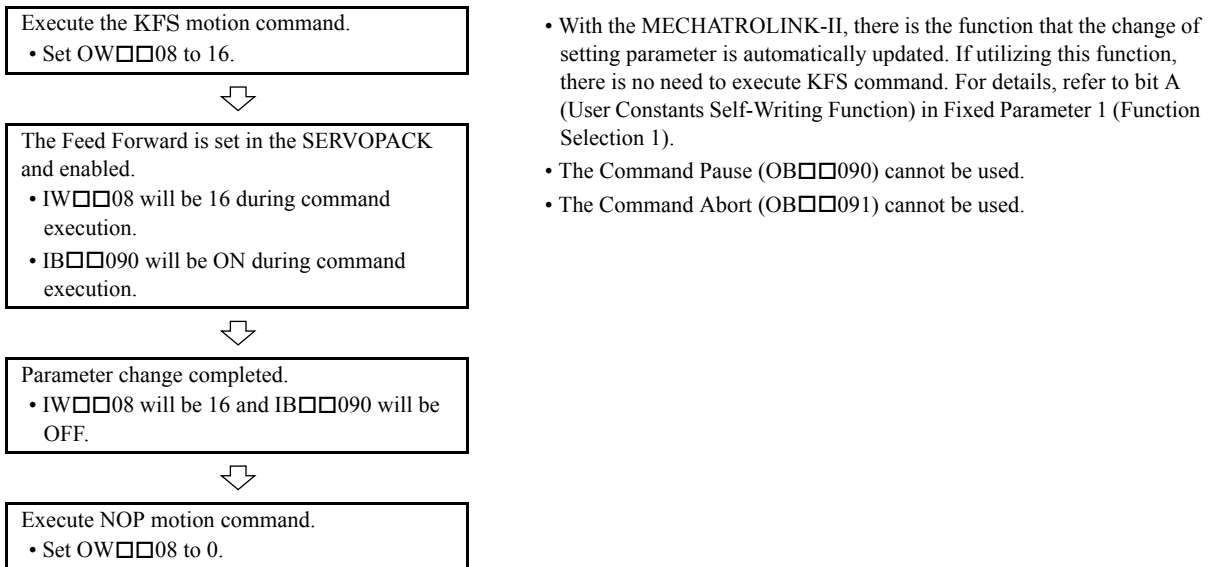 Execute the KFS motion command.
• Set OW□□08 to 16.
The Feed Forward is set in the SERVOPACK
and enabled.
• IW□□08 will be 16 during command
execution.
• IB□□090 will be ON during command
execution.
Parameter change completed.
• IW□□08 will be 16 and IB□□090 will be
OFF.
Execute NOP motion command.
• Set OW□□08 to 0.
• With the MECHATROLINK-II, there is the function that the change of
setting parameter is automatically updated. If utilizing this function,
there is no need to execute KFS command. For details, refer to bit A
(User Constants Self-Writing Function) in Fixed Parameter 1 (Function
Selection 1).
• The Command Pause (OB□□090) cannot be used.
• The Command Abort (OB□□091) cannot be used.